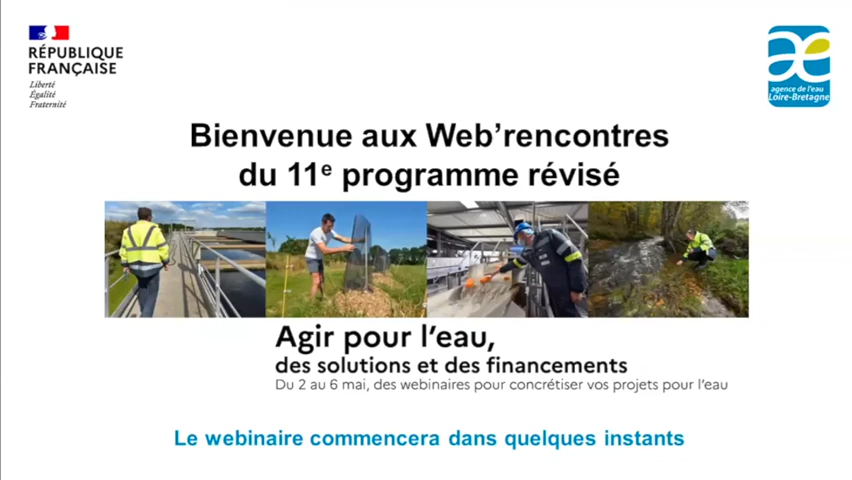 RÉPUBLIQUE
FRANÇAISE
Liberté
Égalité
Fraternité
agence de l'eau
Loire-Bretagne
Bienvenue aux Web'rencontres
du 11e programme révisé
Agir pour l'eau,
des solutions et des financements
Du 2 au 6 mai, des webinaires pour concrétiser vos projets pour l'eau
Le webinaire commencera dans quelques instants